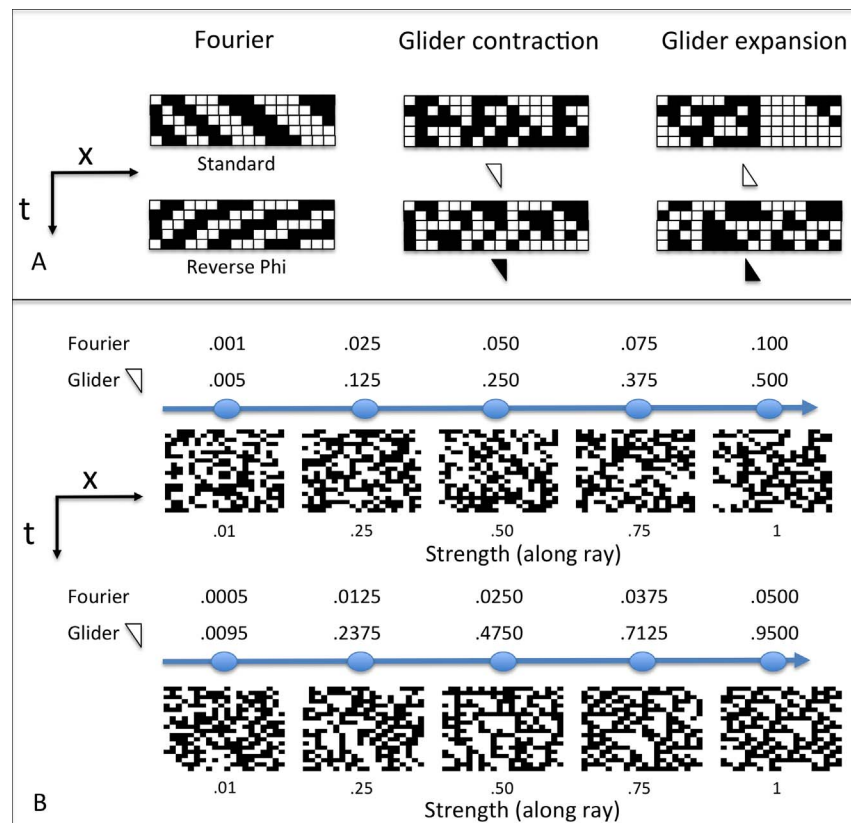 Fourier Glider contraction Glider expansion
x
Standard
t
A
Reverse Phi
Fourier .001 .025 .050 .075 .100
Glider .005 .125 .250 .375 .500
x
t
.01 .25 .50 .75 1
Strength (along ray)
Fourier .0005 .0125 .0250 .0375 .0500
Glider .0095 .2375 .4750 .7125 .9500
.01 .25 .50 .75 1
B
Strength (along ray)